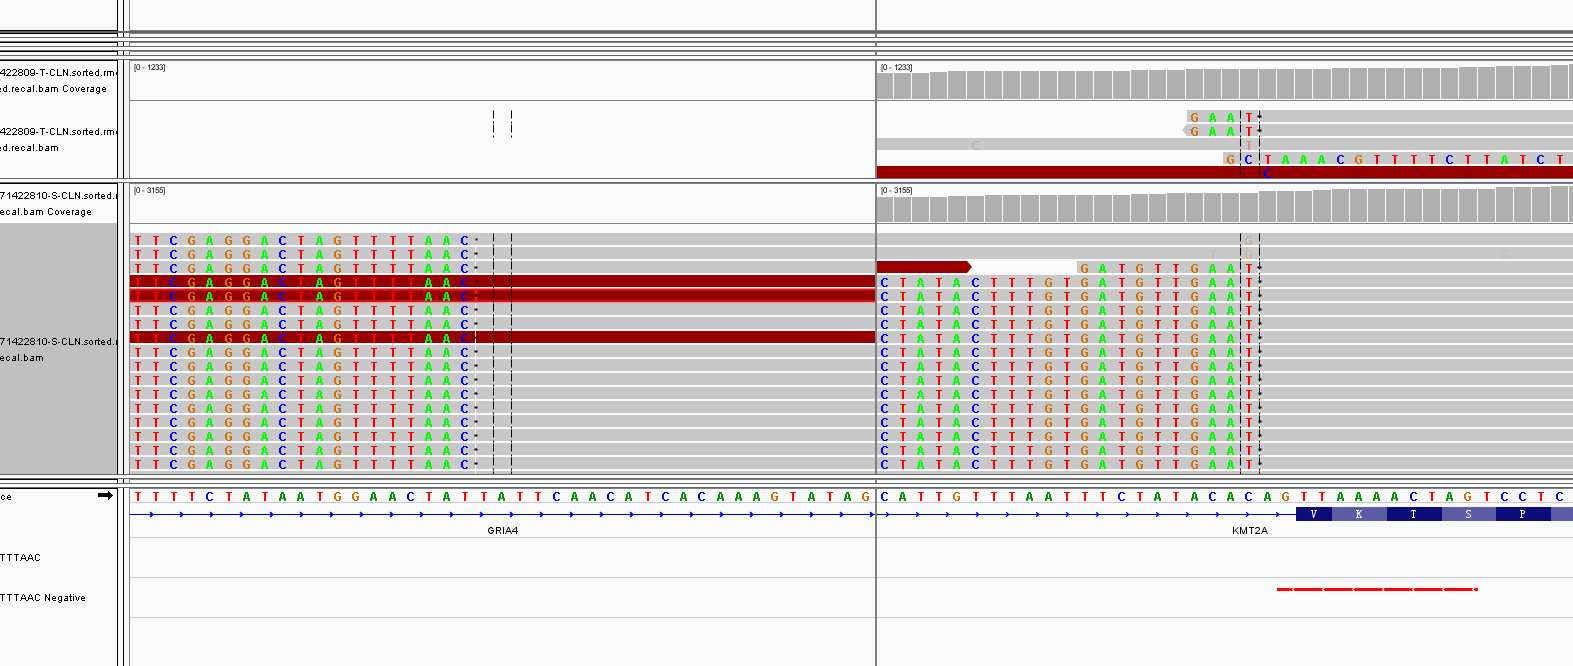 [0 - 1233] [0 - 1233]
422809-T-CLN.sorted.rm
ed.recal.bam Coverage
G A A T
422809-T-CLN.sorted.rm
G A A T
ed.recal.bam
C T
G C T A A A C G T T T T C T T A T C T
C
[0 - 3155] [0 - 3155]
71422810-S-CLN.sorted.r
ecal.bam Coverage
T T C G A G G A C T A G T T T T A A C G
T T C G A G G A C T A G T T T T A A C T G G
T T C G A G G A C T A G T T T T A A C G A T G T T G A A T
T T C G A G G A C T A G T T T T A A C C T A T A C T T T G T G A T G T T G A A T
T T C G A G G A C T A G T T T T A A C C T A T A C T T T G T G A T G T T G A A T
T T C G A G G A C T A G T T T T A A C C T A T A C T T T G T G A T G T T G A A T
T T C G A G G A C T A G T T T T A A C C T A T A C T T T G T G A T G T T G A A T
71422810-S-CLN.sorted.r
T T C G A G G A C T A G T T T T A A C C T A T A C T T T G T G A T G T T G A A T
ecal.bam
T T C G A G G A C T A G T T T T A A C C T A T A C T T T G T G A T G T T G A A T
T T C G A G G A C T A G T T T T A A C C T A T A C T T T G T G A T G T T G A A T
T T C G A G G A C T A G T T T T A A C C T A T A C T T T G T G A T G T T G A A T
T T C G A G G A C T A G T T T T A A C C T A T A C T T T G T G A T G T T G A A T
T T C G A G G A C T A G T T T T A A C C T A T A C T T T G T G A T G T T G A A T
T T C G A G G A C T A G T T T T A A C C T A T A C T T T G T G A T G T T G A A T
T T C G A G G A C T A G T T T T A A C C T A T A C T T T G T G A T G T T G A A T
T T C G A G G A C T A G T T T T A A C C T A T A C T T T G T G A T G T T G A A T
T T C G A G G A C T A G T T T T A A C C T A T A C T T T G T G A T G T T G A A T
ce T T T T C T A T A A T G G A A C T A T T A T T C A A C A T C A C A A A G T A T A G C A T T G T T T A A T T T C T A T A C A C A G T T A A A A C T A G T C C T C
V K T S P
GRIA4 KMT2A
TTTAAC
TTTAAC Negative